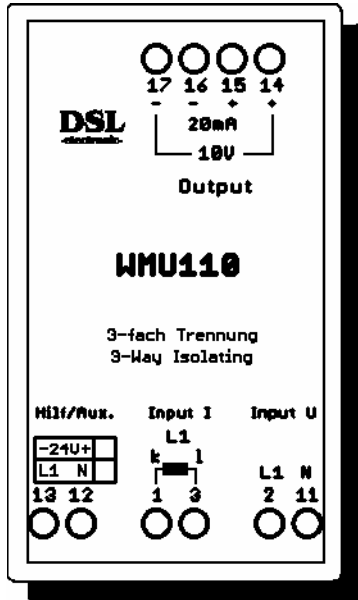 17 16 15 14
- - + +
DSL
-electronic-
20mA
10V
Output
WMU110
3-fach Trennung
3-Way Isolating
Hilf/Aux. Input I Input U
L1
-24V+
k l
L1 N
L1 N
13 12 1 3 2 11